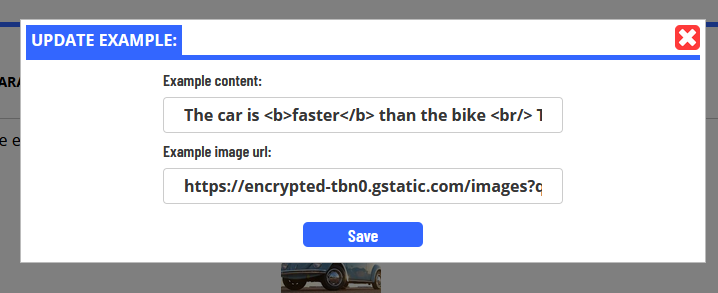 UPDATE EXAMPLE:
ARA
Example content:
The car is <b>faster</b> than the bike <br/> T
e e
Example image url:
https://encrypted-tbn0.gstatic.com/images?q
Save